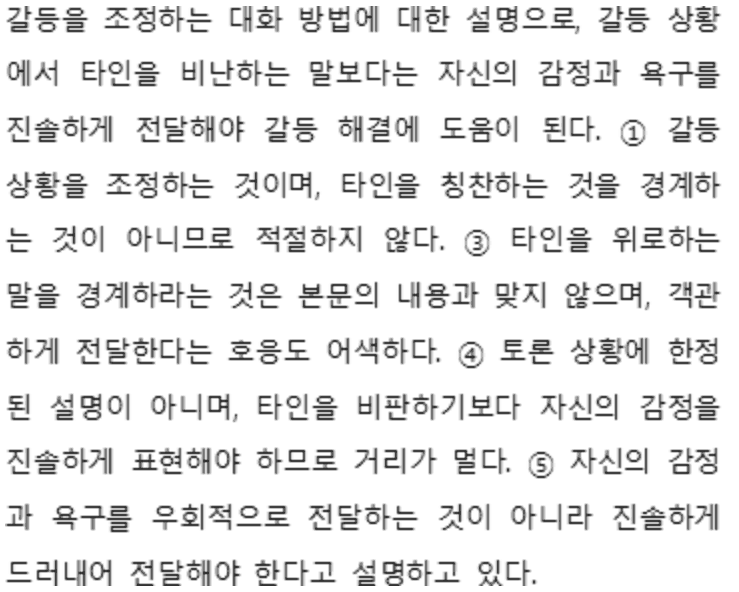 갈등을 조정하는 대화 방법에 대한 설명으로, 갈등 상황
에서 타인을 비난하는 말보다는 자신의 감정과 욕구를
진솔하게 전달해야 갈등 해결에 도움이 된다. ① 갈등
상황을 조정하는 것이며, 타인을 칭찬하는 것을 경계하
는 것이 아니므로 적절하지 않다. ③ 타인을 위로하는
말을 경계하라는 것은 본문의 내용과 맞지 않으며, 객관
하게 전달한다는 호응도 어색하다. ④ 토론 상황에 한정
된 설명이 아니며, 타인을 비판하기보다 자신의 감정을
진솔하게 표현해야 하므로 거리가 멀다. ⑤ 자신의 감정
과 욕구를 우회적으로 전달하는 것이 아니라 진솔하게
드러내어 전달해야 한다고 설명하고 있다.